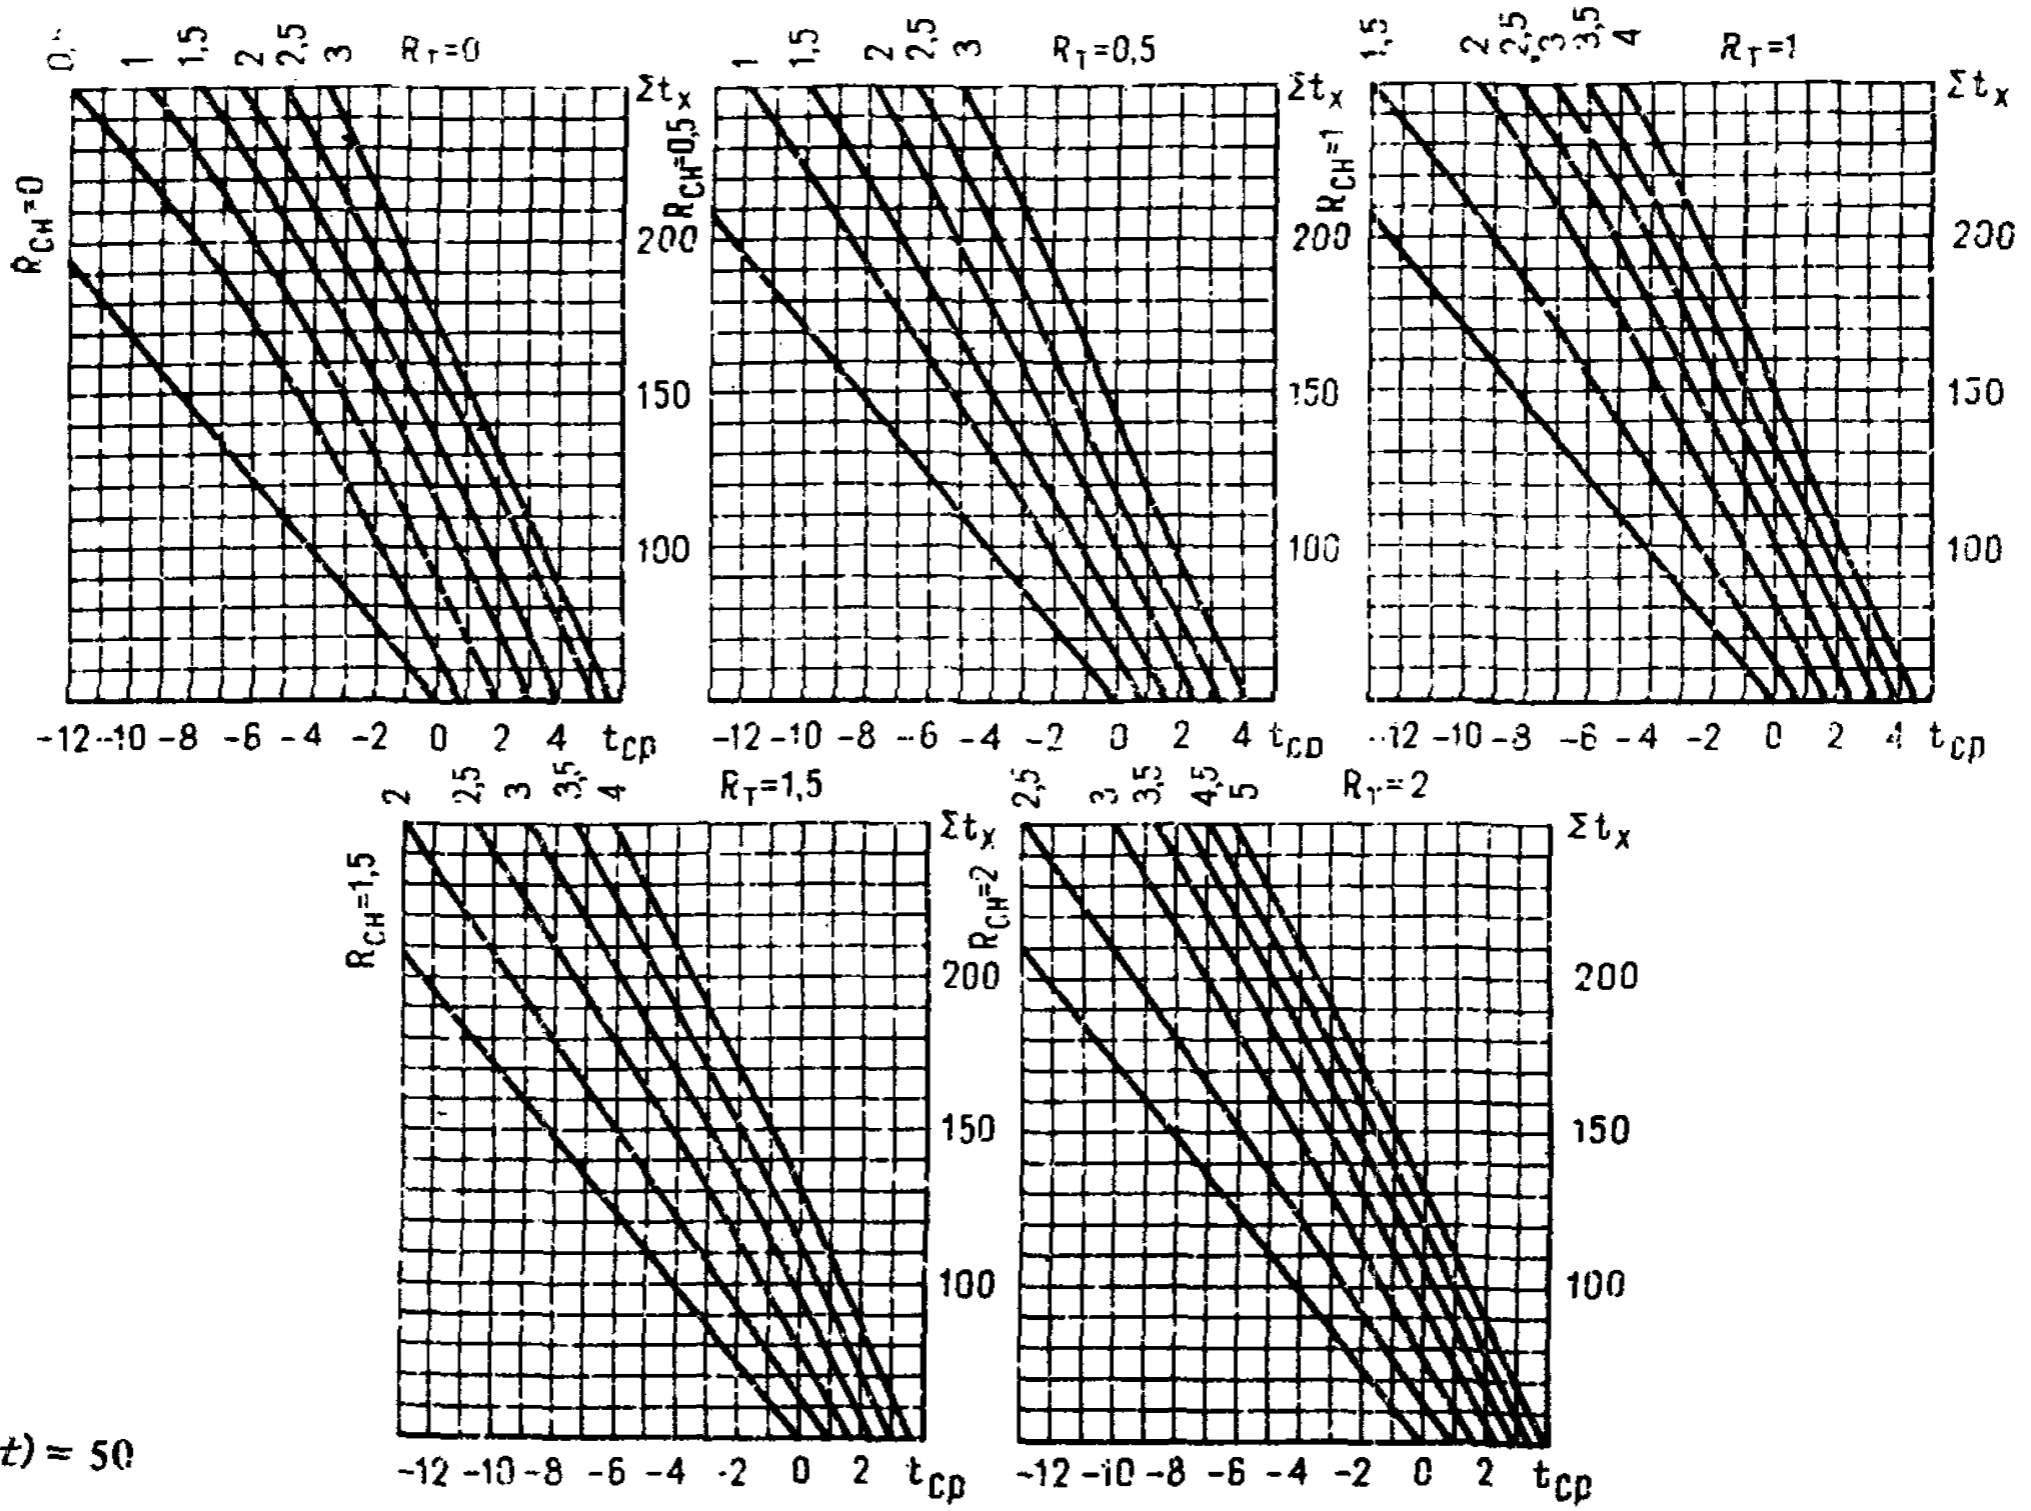 1 1,5 2 2,5 3 R_T=0
1 1,5 2 2,5 3 R_T=0,5
1,5 2 2,5 3 3,5 4 R_T=1
R_CH=0
Σt_x
200
150
100
R_CH=0,5
Σt_x
200
150
100
R_CH=1
Σt_x
200
150
100
-12 -10 -8 -6 -4 -2 0 2 4 t_cp
-12 -10 -8 -6 -4 -2 0 2 4 t_cp
-12 -10 -8 -6 -4 -2 0 2 4 t_cp
2 2,5 3 3,5 4 R_T=1,5
2,5 3 3,5 4,5 5 R_T=2
R_CH=1,5
Σt_x
200
150
100
R_CH=2
Σt_x
200
150
100
t) = 50
-12 -10 -8 -6 -4 -2 0 2 t_cp
-12 -10 -8 -6 -4 -2 0 2 t_cp